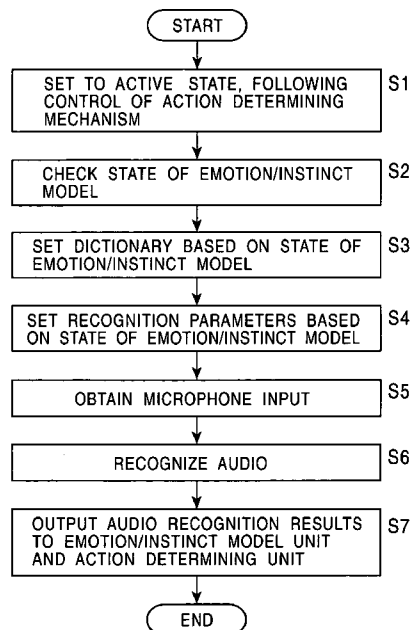 START
SET TO ACTIVE STATE, FOLLOWING
CONTROL OF ACTION DETERMINING
MECHANISM
S1
CHECK STATE OF EMOTION/INSTINCT
MODEL
S2
SET DICTIONARY BASED ON STATE OF
EMOTION/INSTINCT MODEL
S3
SET RECOGNITION PARAMETERS BASED
ON STATE OF EMOTION/INSTINCT MODEL
S4
OBTAIN MICROPHONE INPUT
S5
RECOGNIZE AUDIO
S6
OUTPUT AUDIO RECOGNITION RESULTS
TO EMOTION/INSTINCT MODEL UNIT
AND ACTION DETERMINING UNIT
S7
END